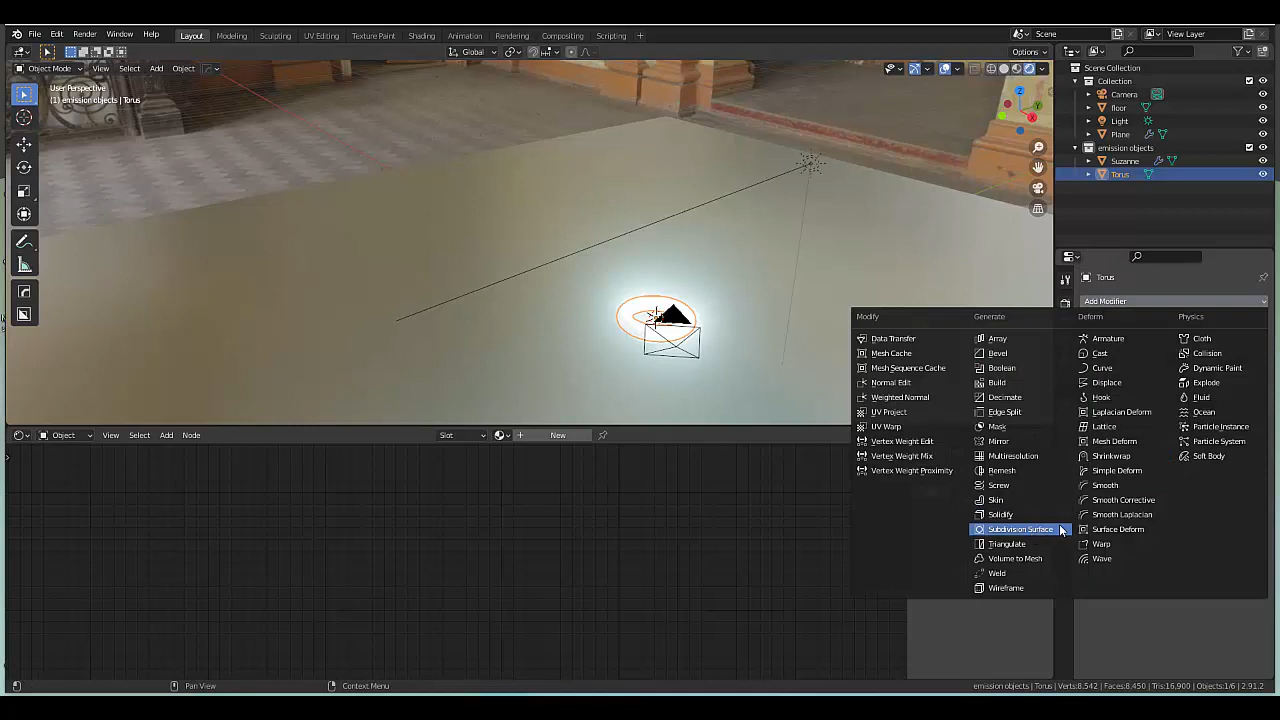 File Edit Render Window Help Layout Modeling Sculpting UV Editing Texture Paint Shading Animation Rendering Compositing Scripting + Scene View Layer
Global Options
Object Mode View Select Add Object
User Perspective
(1) emission objects | Torus
Scene Collection
Collection
Camera
floor
Light
Plane
emission objects
Suzanne
Torus
Torus
Add Modifier
Modify Generate Deform Physics
Data Transfer Array Armature Cloth
Mesh Cache Bevel Cast Collision
Mesh Sequence Cache Boolean Curve Dynamic Paint
Normal Edit Build Displace Explode
Weighted Normal Decimate Hook Fluid
UV Project Edge Split Laplacian Deform Ocean
UV Warp Mask Lattice Particle Instance
Vertex Weight Edit Mirror Mesh Deform Particle System
Vertex Weight Mix Multiresolution Shrinkwrap Soft Body
Vertex Weight Proximity Remesh Simple Deform
Screw Smooth
Skin Smooth Corrective
Solidify Smooth Laplacian
Subdivision Surface Surface Deform
Triangulate Warp
Volume to Mesh Wave
Weld
Wireframe
Object View Select Add Node Slot New
Pan View Context Menu emission objects | Torus | Verts:8,542 | Faces:8,450 | Tris:16,900 | Objects:1/6 | 2.91.2